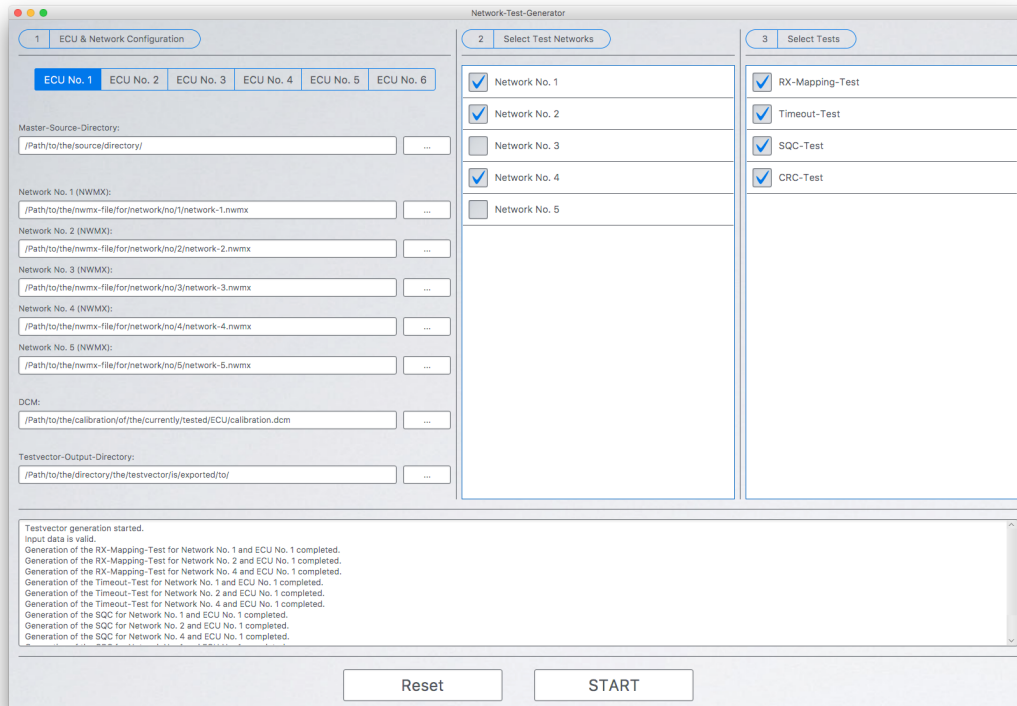 Network-Test-Generator
1 ECU & Network Configuration
2 Select Test Networks
3 Select Tests
ECU No. 1 ECU No. 2 ECU No. 3 ECU No. 4 ECU No. 5 ECU No. 6
Master-Source-Directory:
/Path/to/the/source/directory/ ...
Network No. 1 (NWMX):
/Path/to/the/nwmx-file/for/network/no/1/network-1.nwmx ...
Network No. 2 (NWMX):
/Path/to/the/nwmx-file/for/network/no/2/network-2.nwmx ...
Network No. 3 (NWMX):
/Path/to/the/nwmx-file/for/network/no/3/network-3.nwmx ...
Network No. 4 (NWMX):
/Path/to/the/nwmx-file/for/network/no/4/network-4.nwmx ...
Network No. 5 (NWMX):
/Path/to/the/nwmx-file/for/network/no/5/network-5.nwmx ...
DCM:
/Path/to/the/calibration/of/the/currently/tested/ECU/calibration.dcm ...
Testvector-Output-Directory:
/Path/to/the/directory/the/testvector/is/exported/to/ ...
Network No. 1
Network No. 2
Network No. 3
Network No. 4
Network No. 5
RX-Mapping-Test
Timeout-Test
SQC-Test
CRC-Test
Testvector generation started.
Input data is valid.
Generation of the RX-Mapping-Test for Network No. 1 and ECU No. 1 completed.
Generation of the RX-Mapping-Test for Network No. 2 and ECU No. 1 completed.
Generation of the RX-Mapping-Test for Network No. 4 and ECU No. 1 completed.
Generation of the Timeout-Test for Network No. 1 and ECU No. 1 completed.
Generation of the Timeout-Test for Network No. 2 and ECU No. 1 completed.
Generation of the Timeout-Test for Network No. 4 and ECU No. 1 completed.
Generation of the SQC for Network No. 1 and ECU No. 1 completed.
Generation of the SQC for Network No. 2 and ECU No. 1 completed.
Generation of the SQC for Network No. 4 and ECU No. 1 completed.
Reset
START